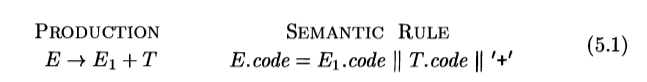 PRODUCTION SEMANTIC RULE
E → E₁ + T E.code = E₁.code || T.code || '+' (5.1)